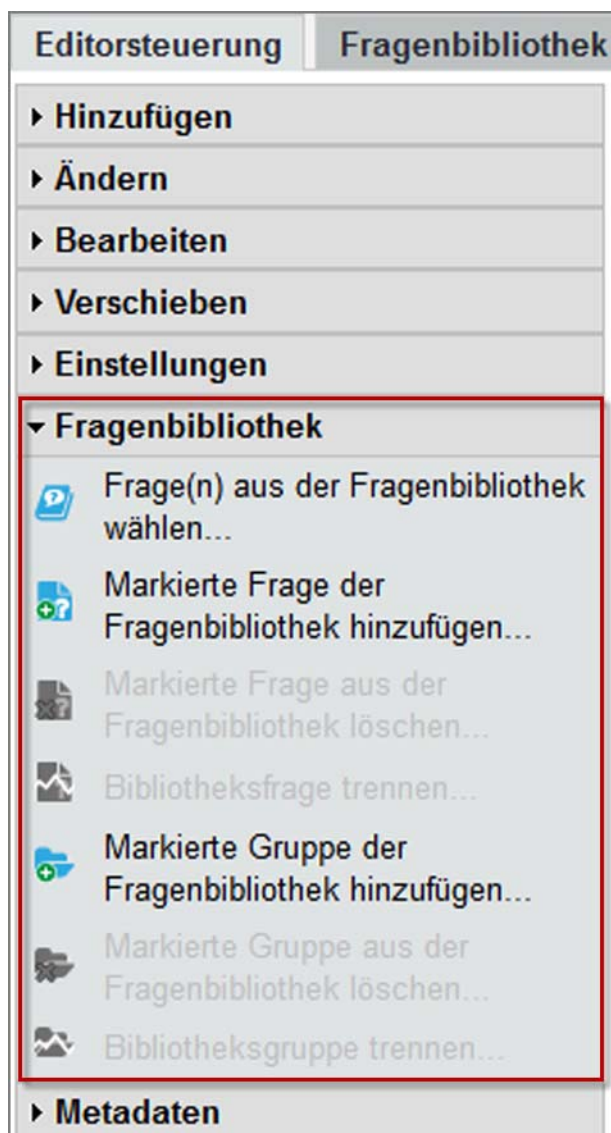 Editorsteuerung Fragenbibliothek
Hinzufügen
Ändern
Bearbeiten
Verschieben
Einstellungen
Fragenbibliothek
Frage(n) aus der Fragenbibliothek
wählen...
Markierte Frage der
Fragenbibliothek hinzufügen...
Markierte Frage aus der
Fragenbibliothek löschen...
Bibliotheksfrage trennen...
Markierte Gruppe der
Fragenbibliothek hinzufügen...
Markierte Gruppe aus der
Fragenbibliothek löschen...
Bibliotheksgruppe trennen...
Metadaten